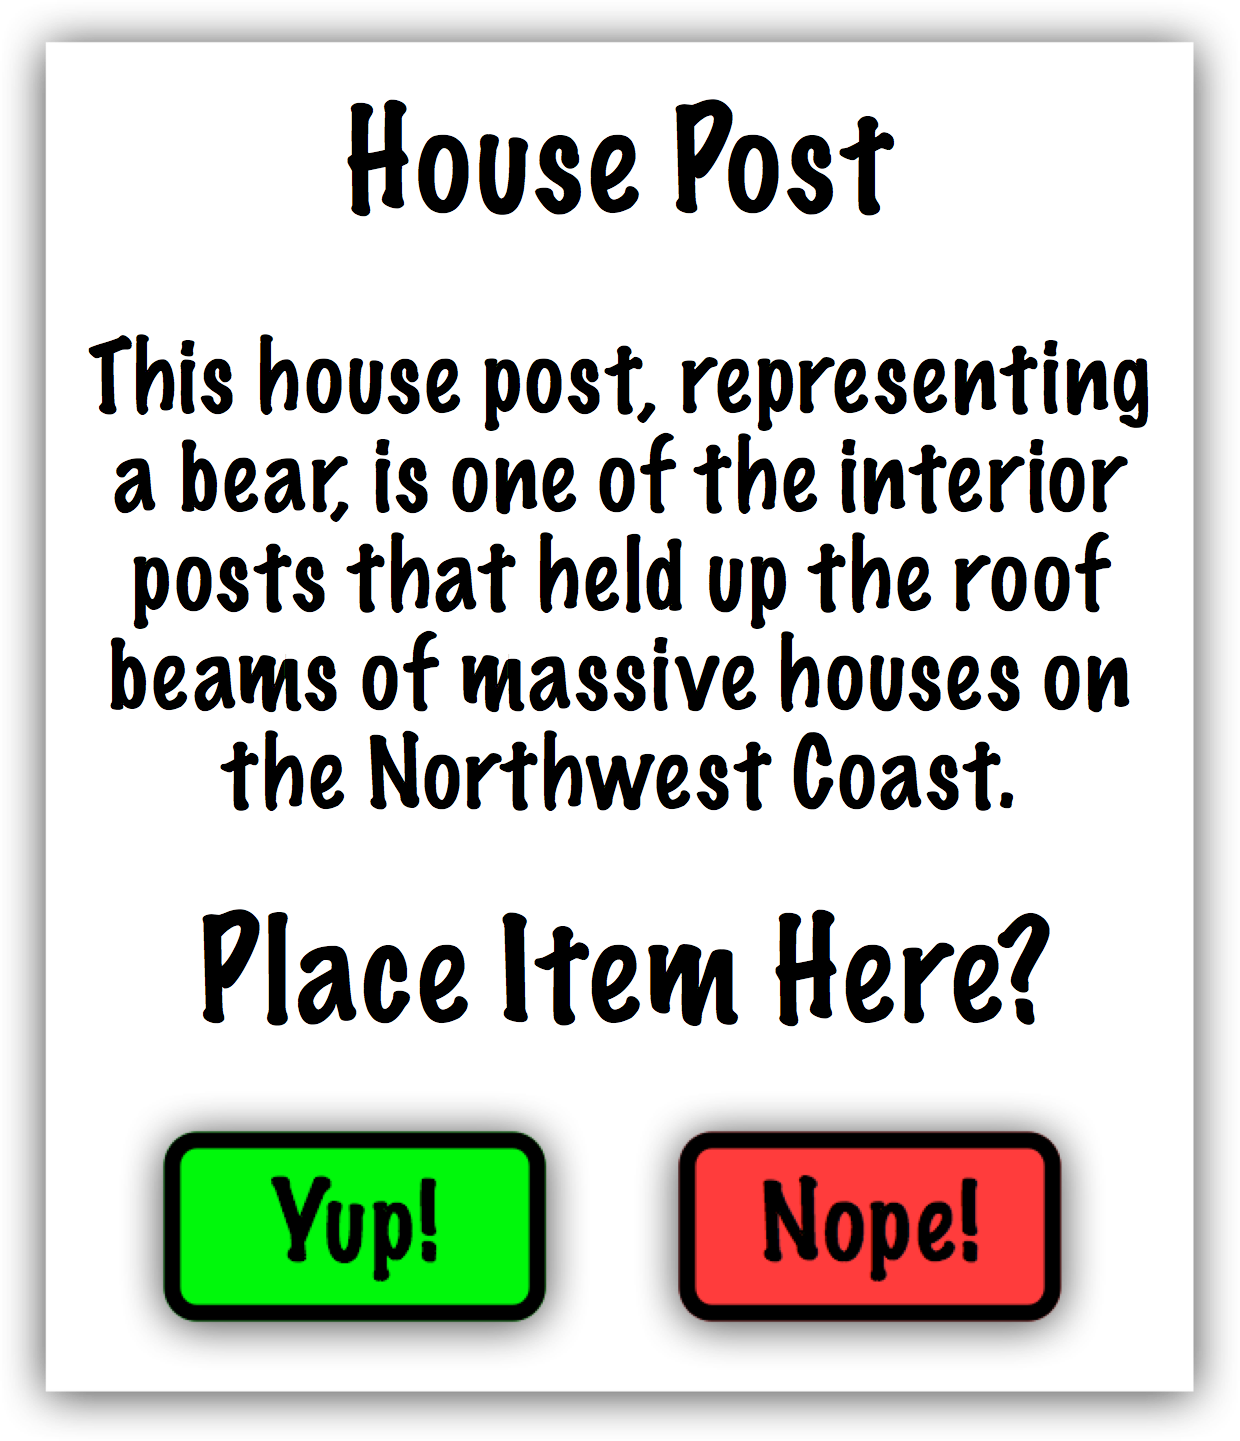 House Post
This house post, representing
a bear, is one of the interior
posts that held up the roof
beams of massive houses on
the Northwest Coast.
Place Item Here?
Yup!
Nope!